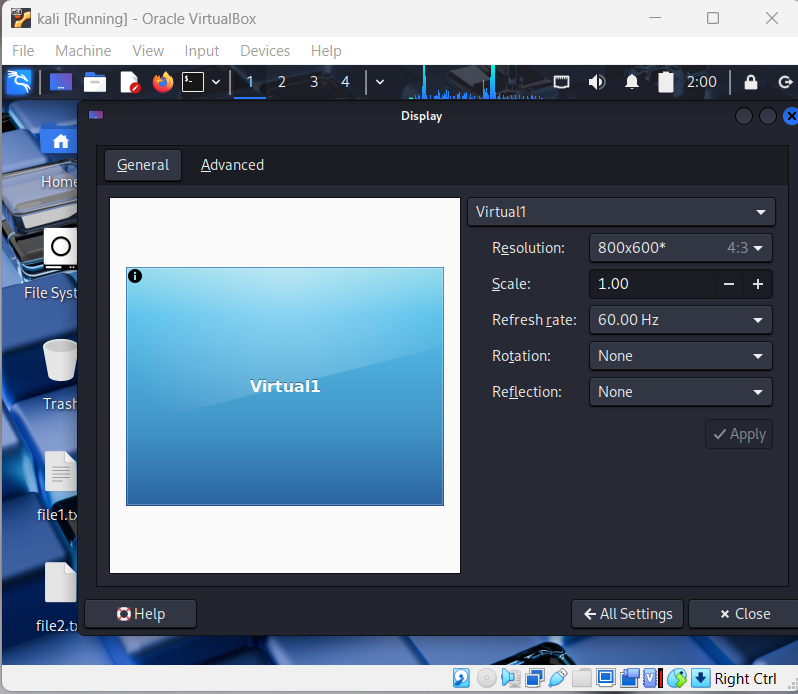 kali [Running] - Oracle VirtualBox
File Machine View Input Devices Help
1 2 3 4 2:00
Display
General Advanced
Home
File Syst
Trash
file1.tx
file2.tx
Virtual1
Virtual1
Resolution: 800x600* 4:3
Scale: 1.00
Refresh rate: 60.00 Hz
Rotation: None
Reflection: None
Apply
Help
All Settings
Close
Right Ctrl